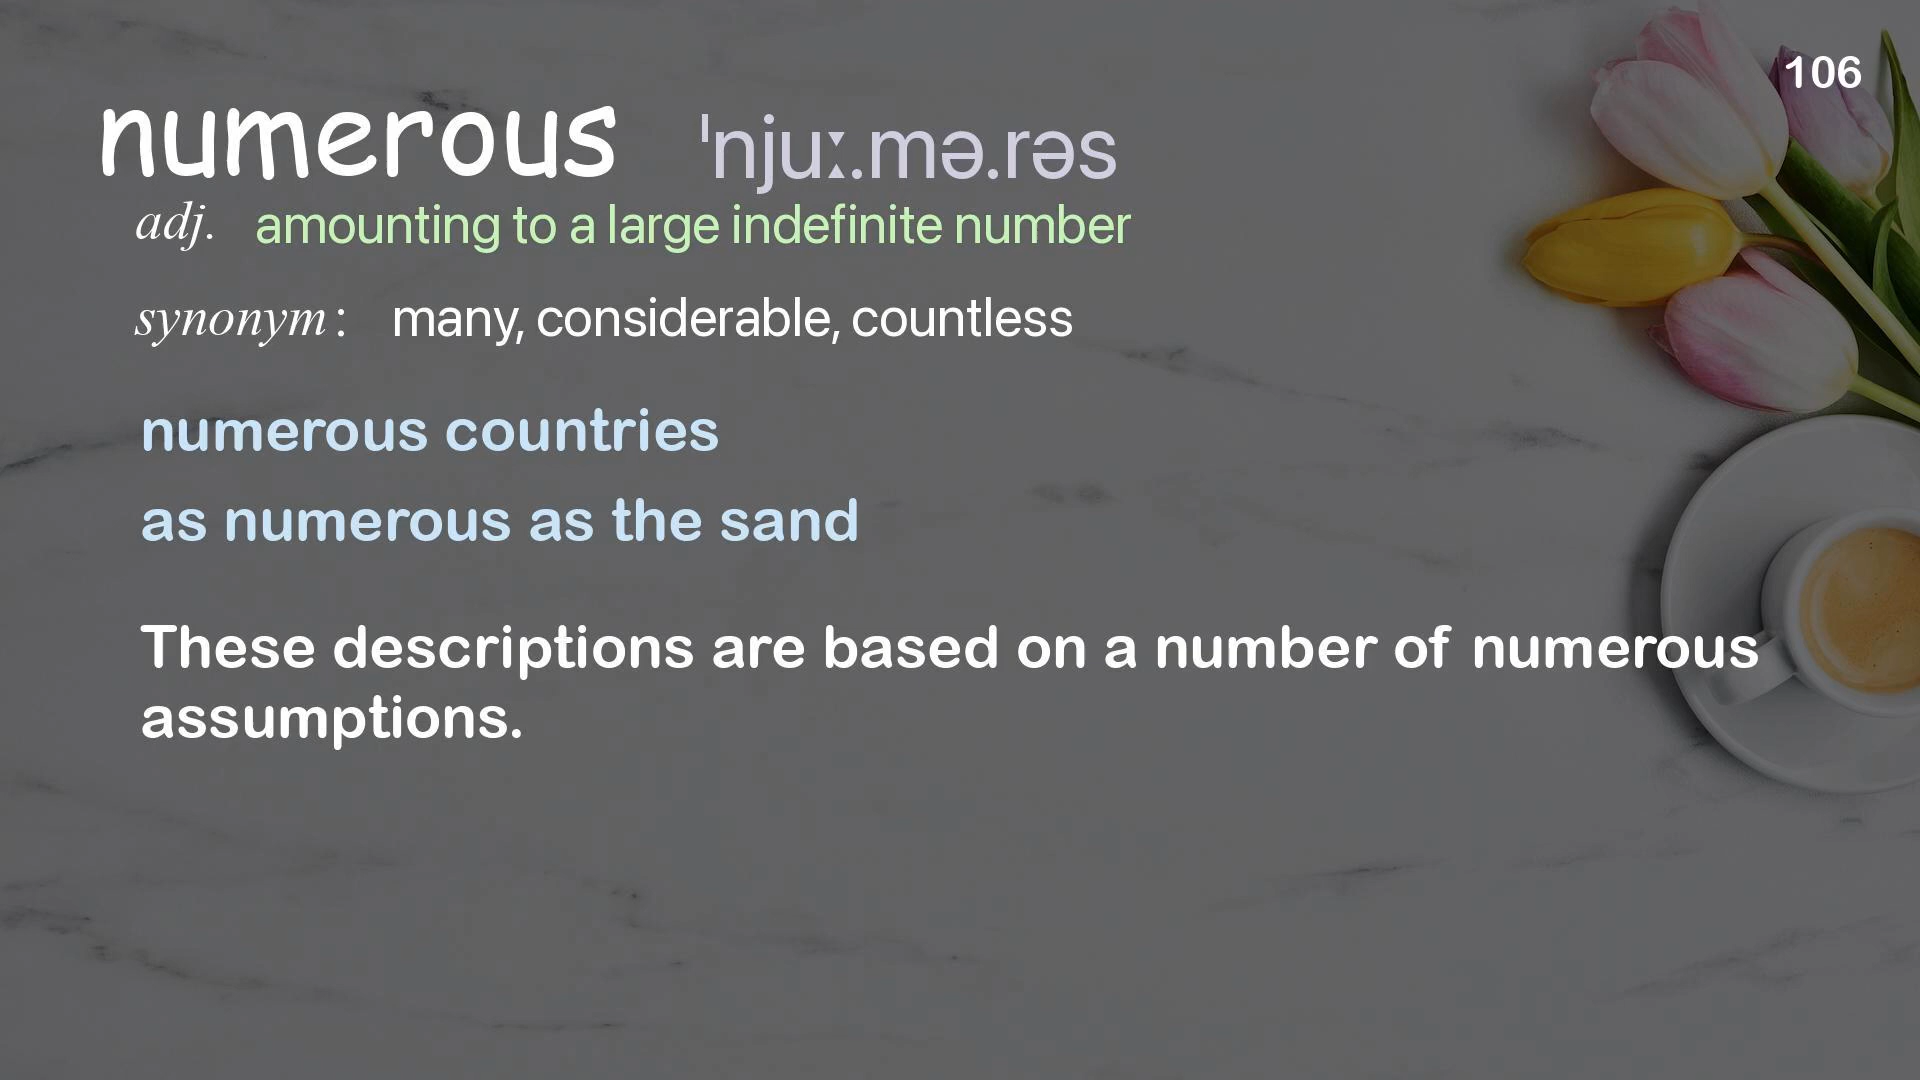 106
numerous ˈnjuː.mə.rəs
adj. amounting to a large indefinite number
synonym: many, considerable, countless
numerous countries
as numerous as the sand
These descriptions are based on a number of numerous
assumptions.